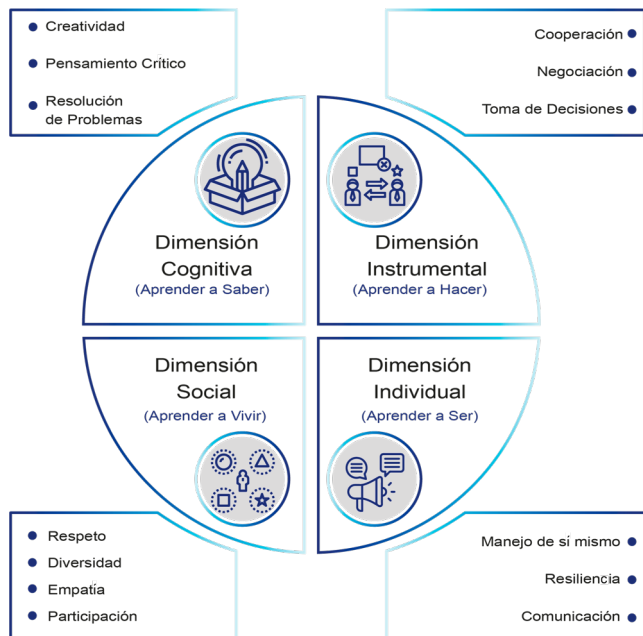 Creatividad
Pensamiento Crítico
Resolución
de Problemas
Cooperación
Negociación
Toma de Decisiones
Dimensión
Cognitiva
(Aprender a Saber)
Dimensión
Instrumental
(Aprender a Hacer)
Dimensión
Social
(Aprender a Vivir)
Dimensión
Individual
(Aprender a Ser)
Respeto
Diversidad
Empatía
Participación
Manejo de sí mismo
Resiliencia
Comunicación